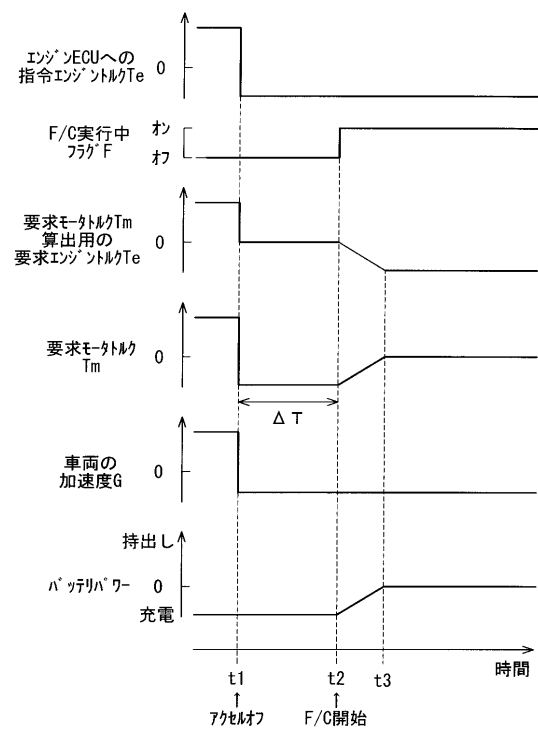 エンジンECUへの
指令エンジントルクTe
0
F/C実行中
フラグF
オン
オフ
要求モータトルクTm
算出用の
要求エンジントルクTe
0
要求モータトルク
Tm
0
ΔT
車両の
加速度G
0
持出し
バッテリパワー
0
充電
時間
t1
t2
t3
↑
↑
アクセルオフ
F/C開始